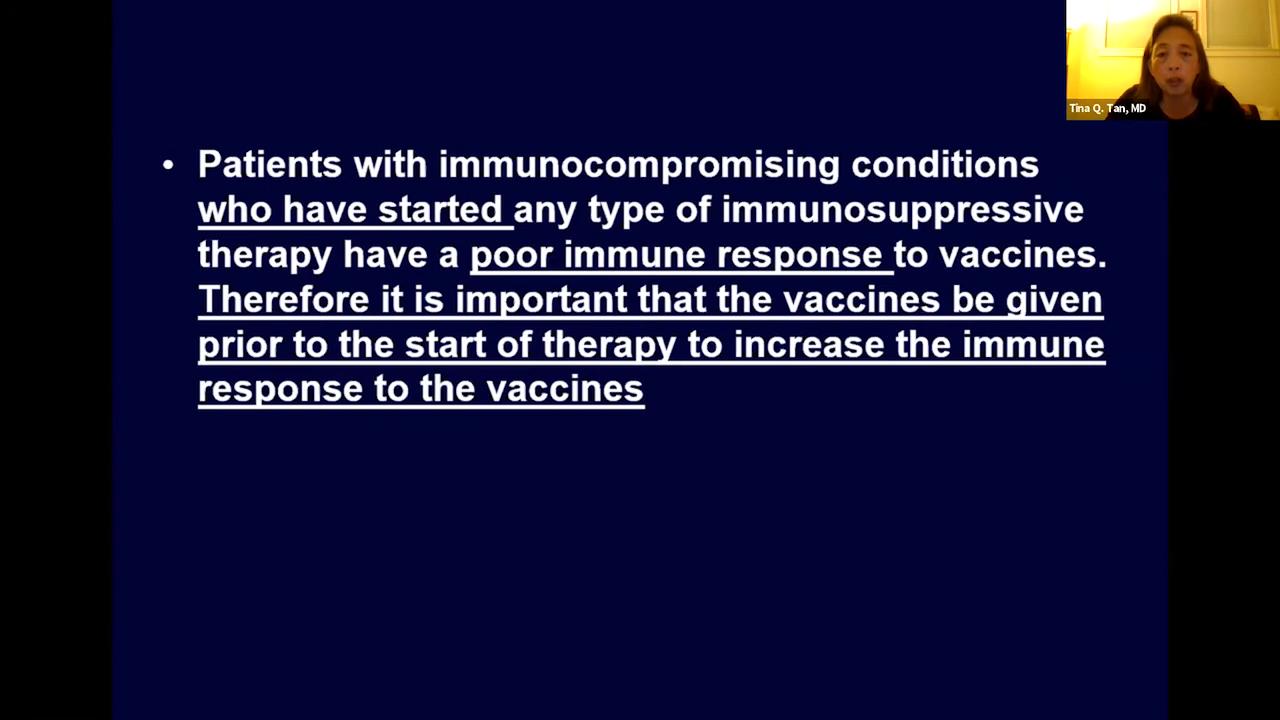 Tina Q. Tan, MD
• Patients with immunocompromising conditions
who have started any type of immunosuppressive
therapy have a poor immune response to vaccines.
Therefore it is important that the vaccines be given
prior to the start of therapy to increase the immune
response to the vaccines